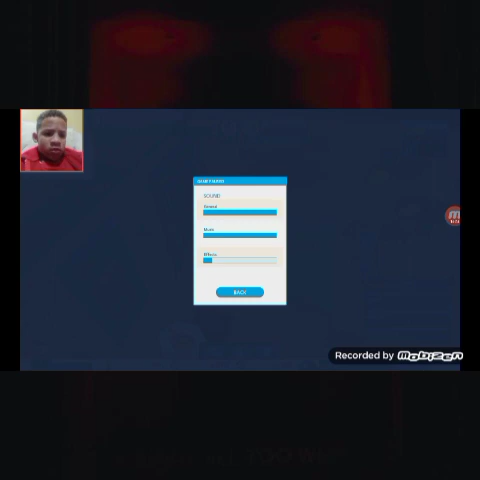 SOUND
General
Music
Effects
BACK
Recorded by mobizen